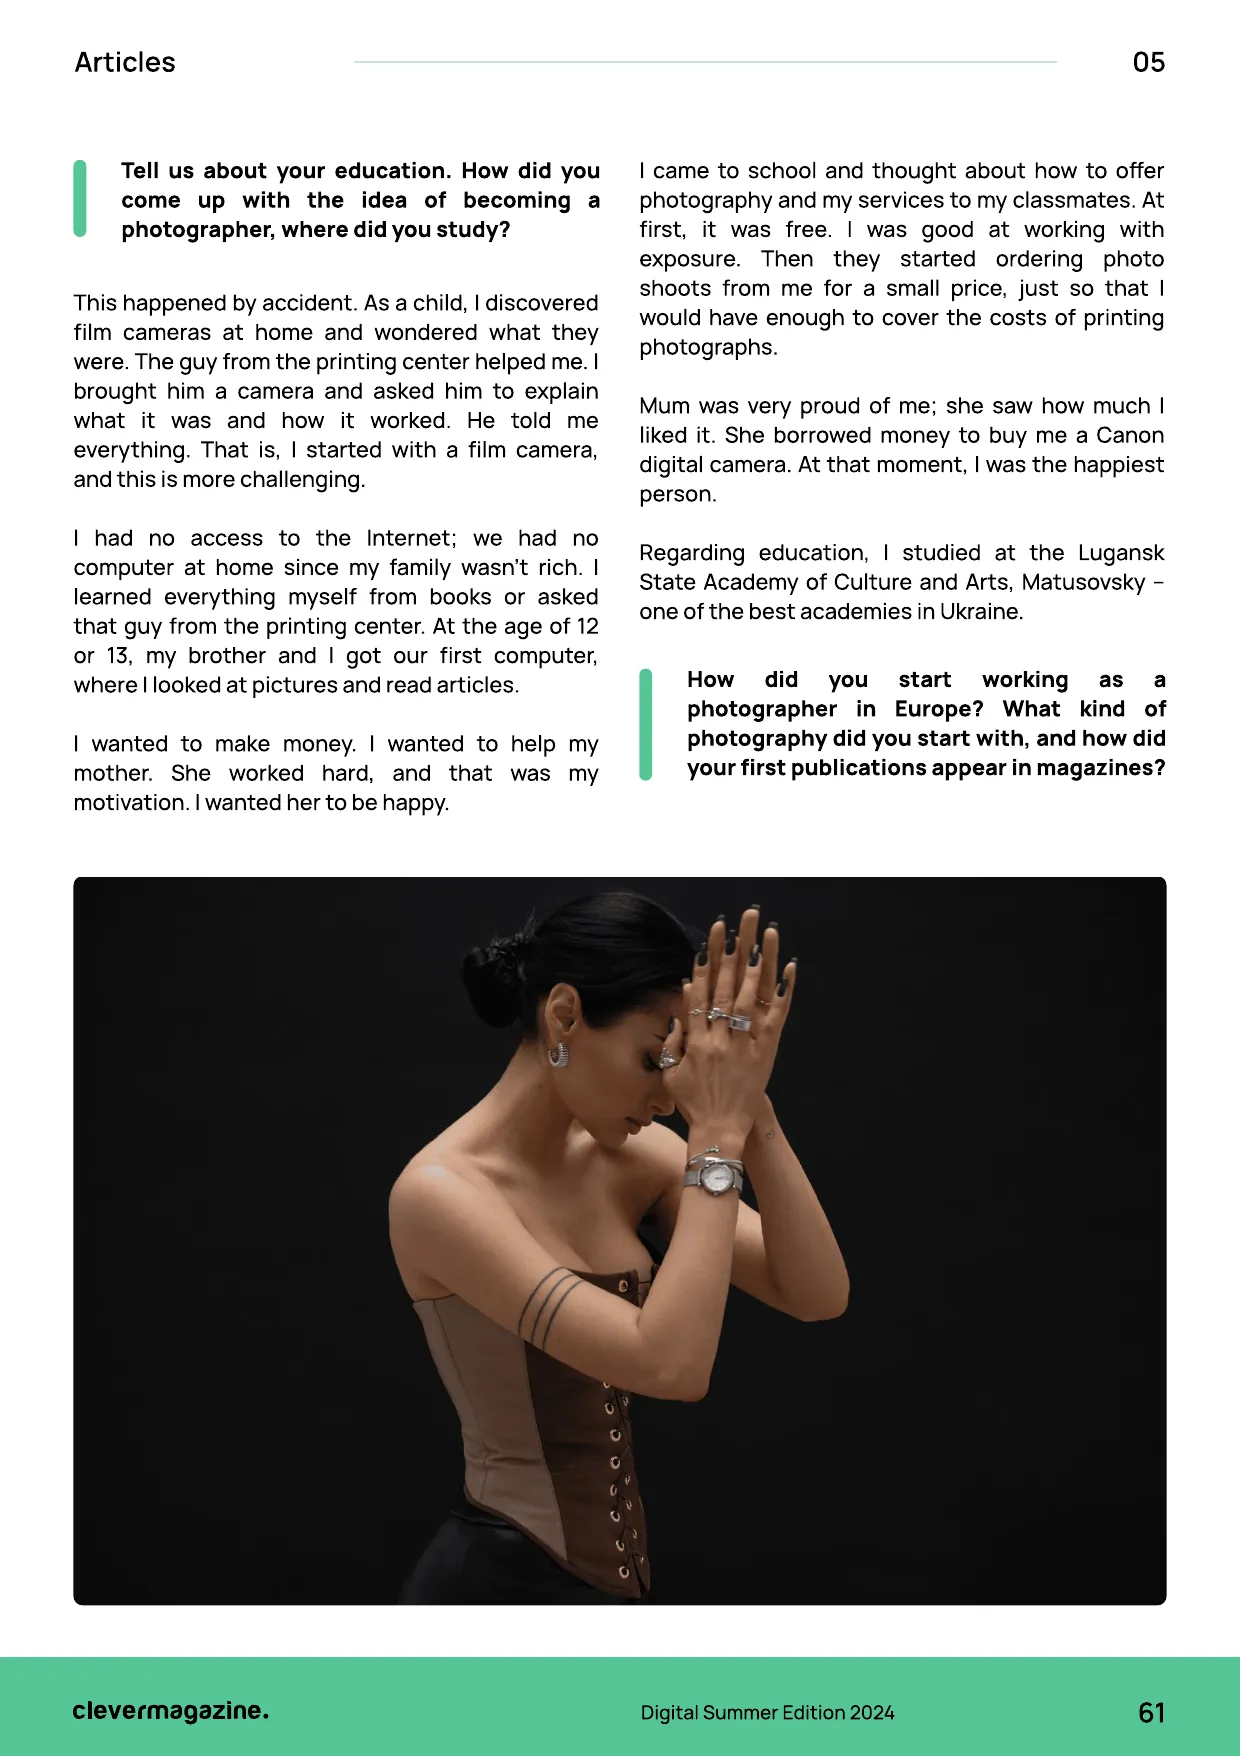 Articles
05
Tell us about your education. How did you
come up with the idea of becoming a
photographer, where did you study?
This happened by accident. As a child, I discovered
film cameras at home and wondered what they
were. The guy from the printing center helped me. I
brought him a camera and asked him to explain
what it was and how it worked. He told me
everything. That is, I started with a film camera,
and this is more challenging.
I had no access to the Internet; we had no
computer at home since my family wasn't rich. I
learned everything myself from books or asked
that guy from the printing center. At the age of 12
or 13, my brother and I got our first computer,
where I looked at pictures and read articles.
I wanted to make money. I wanted to help my
mother. She worked hard, and that was my
motivation. I wanted her to be happy.
I came to school and thought about how to offer
photography and my services to my classmates. At
first, it was free. I was good at working with
exposure. Then they started ordering photo
shoots from me for a small price, just so that I
would have enough to cover the costs of printing
photographs.
Mum was very proud of me; she saw how much I
liked it. She borrowed money to buy me a Canon
digital camera. At that moment, I was the happiest
person.
Regarding education, I studied at the Lugansk
State Academy of Culture and Arts, Matusovsky –
one of the best academies in Ukraine.
How did you start working as a
photographer in Europe? What kind of
photography did you start with, and how did
your first publications appear in magazines?
clevermagazine.
Digital Summer Edition 2024
61